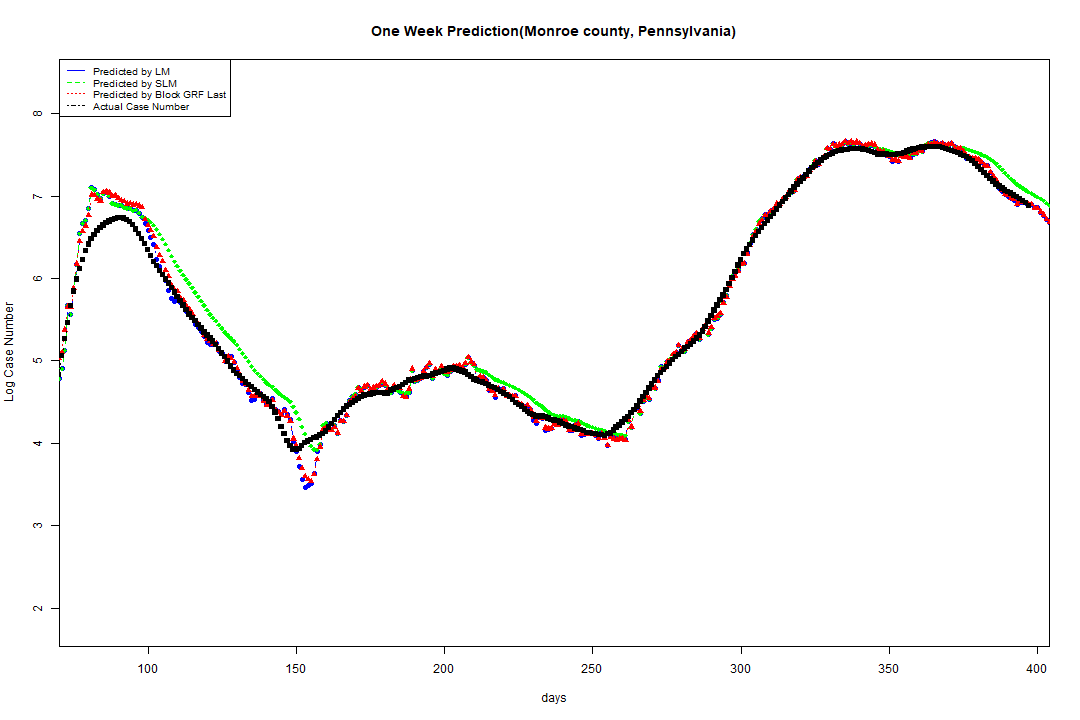 One Week Prediction(Monroe county, Pennsylvania)
Predicted by LM
Predicted by SLM
Predicted by Block GRF Last
Actual Case Number
8
7
6
5
4
3
2
Log Case Number
100 150 200 250 300 350 400
days